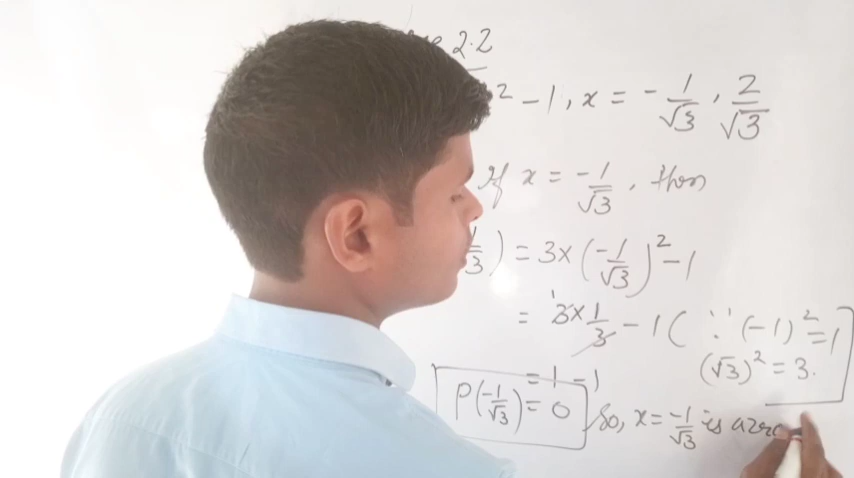 2.2
² - 1, x = - 1/√3, 2/√3
If x = -1/√3, then
) = 3×(-1/√3)² - 1
= 3×1/3 - 1 ( ∵ (-1)² = 1
(√3)² = 3.
= 1 - 1
P(-1/√3) = 0 So, x = -1/√3 is a zero